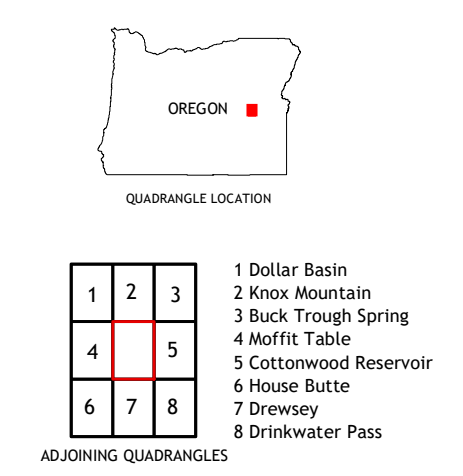 OREGON
QUADRANGLE LOCATION
1 2 3
4 5
6 7 8
ADJOINING QUADRANGLES
1 Dollar Basin
2 Knox Mountain
3 Buck Trough Spring
4 Moffit Table
5 Cottonwood Reservoir
6 House Butte
7 Drewsey
8 Drinkwater Pass